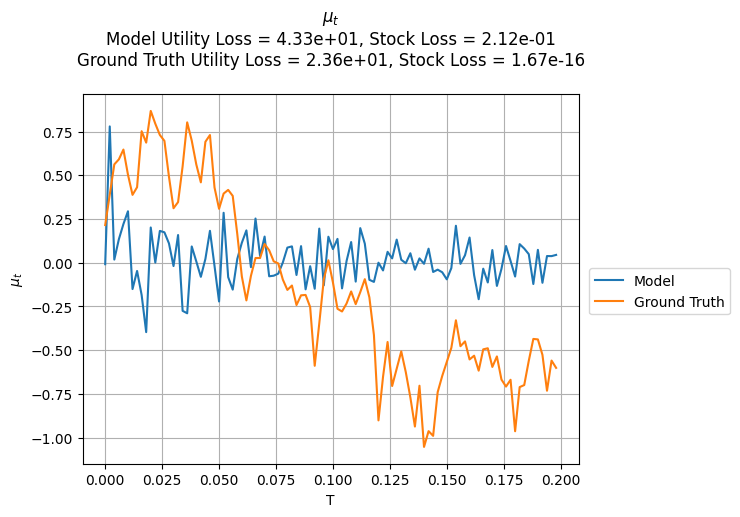 μ_t
Model Utility Loss = 4.33e+01, Stock Loss = 2.12e-01
Ground Truth Utility Loss = 2.36e+01, Stock Loss = 1.67e-16
0.75
0.50
0.25
0.00
−0.25
−0.50
−0.75
−1.00
μ_t
0.000 0.025 0.050 0.075 0.100 0.125 0.150 0.175 0.200
T
Model
Ground Truth